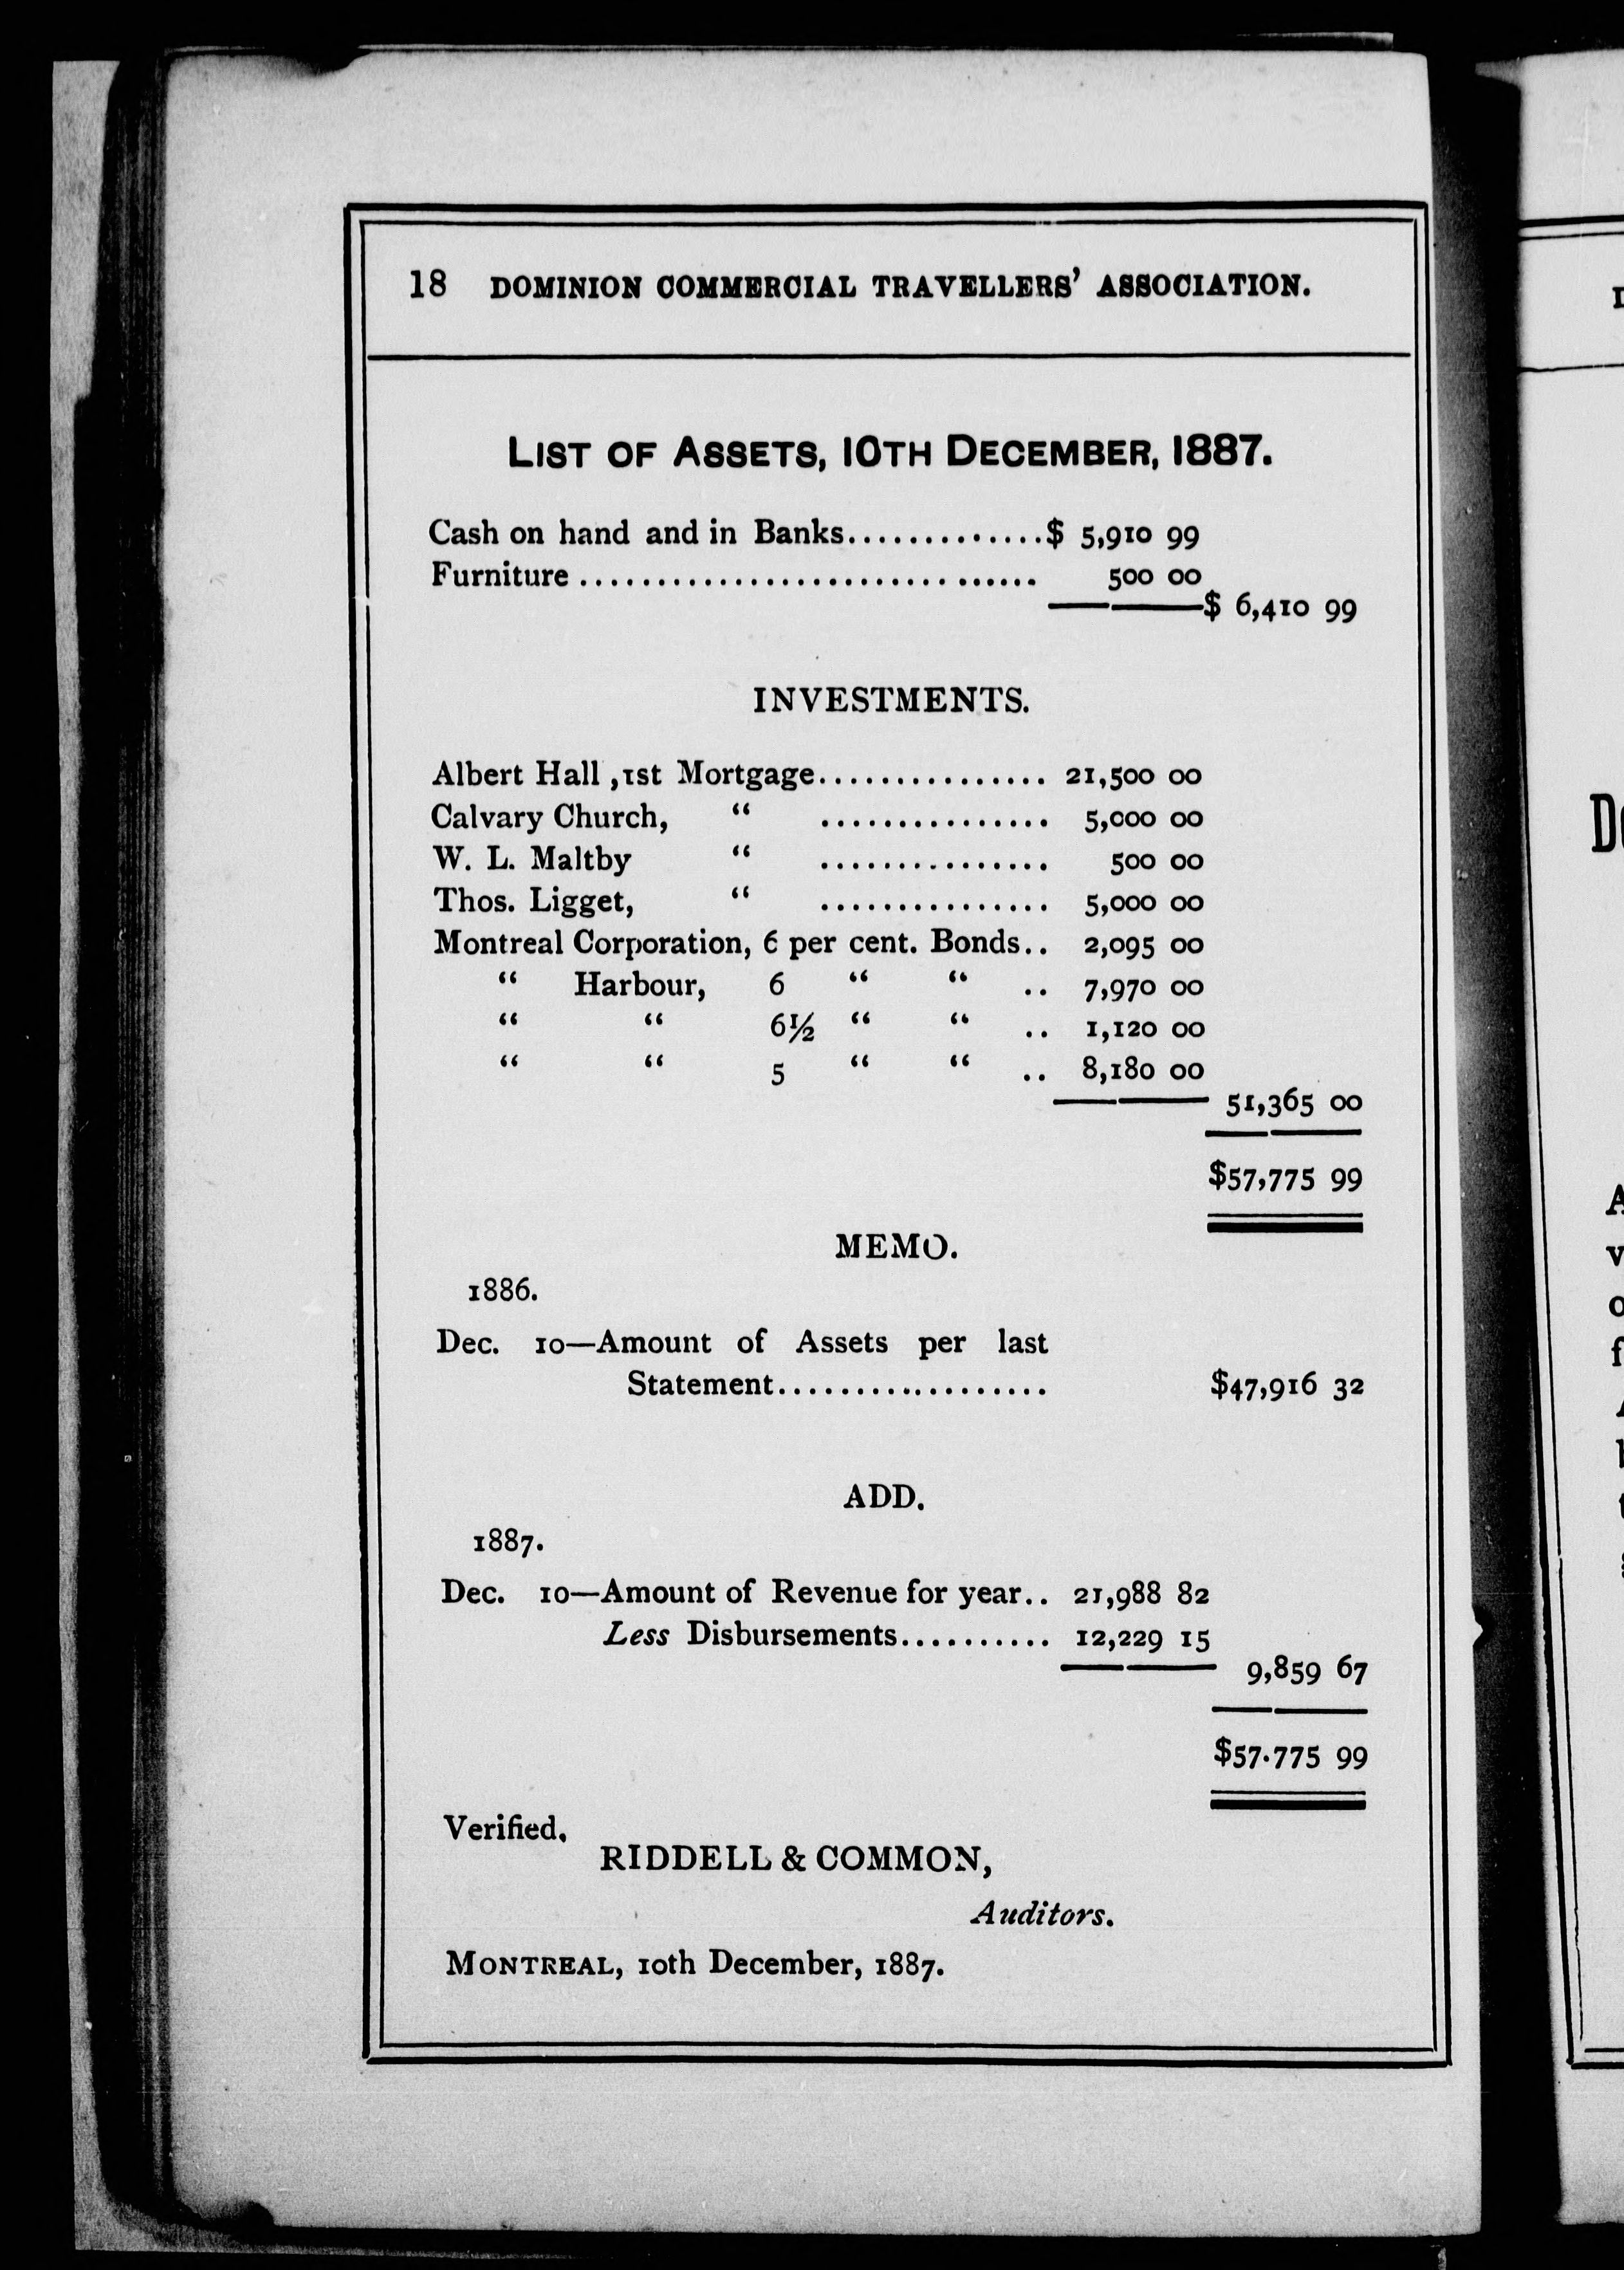 18 DOMINION COMMERCIAL TRAVELLERS' ASSOCIATION.
LIST OF ASSETS, 10TH DECEMBER, 1887.
Cash on hand and in Banks.............$ 5,910 99
Furniture.............................. 500 00
$ 6,410 99
INVESTMENTS.
Albert Hall ,1st Mortgage............... 21,500 00
Calvary Church, “ ............... 5,000 00
W. L. Maltby “ ............... 500 00
Thos. Ligget, “ ............... 5,000 00
Montreal Corporation, 6 per cent. Bonds.. 2,095 00
“ Harbour, 6 “ “ .. 7,970 00
“ “ 6½ “ “ .. 1,120 00
“ “ 5 “ “ .. 8,180 00
51,365 00
$57,775 99
MEMO.
1886.
Dec. 10—Amount of Assets per last
Statement.................. $47,916 32
ADD.
1887.
Dec. 10—Amount of Revenue for year.. 21,988 82
Less Disbursements.......... 12,229 15
9,859 67
$57.775 99
Verified,
RIDDELL & COMMON,
Auditors.
MONTREAL, 10th December, 1887.